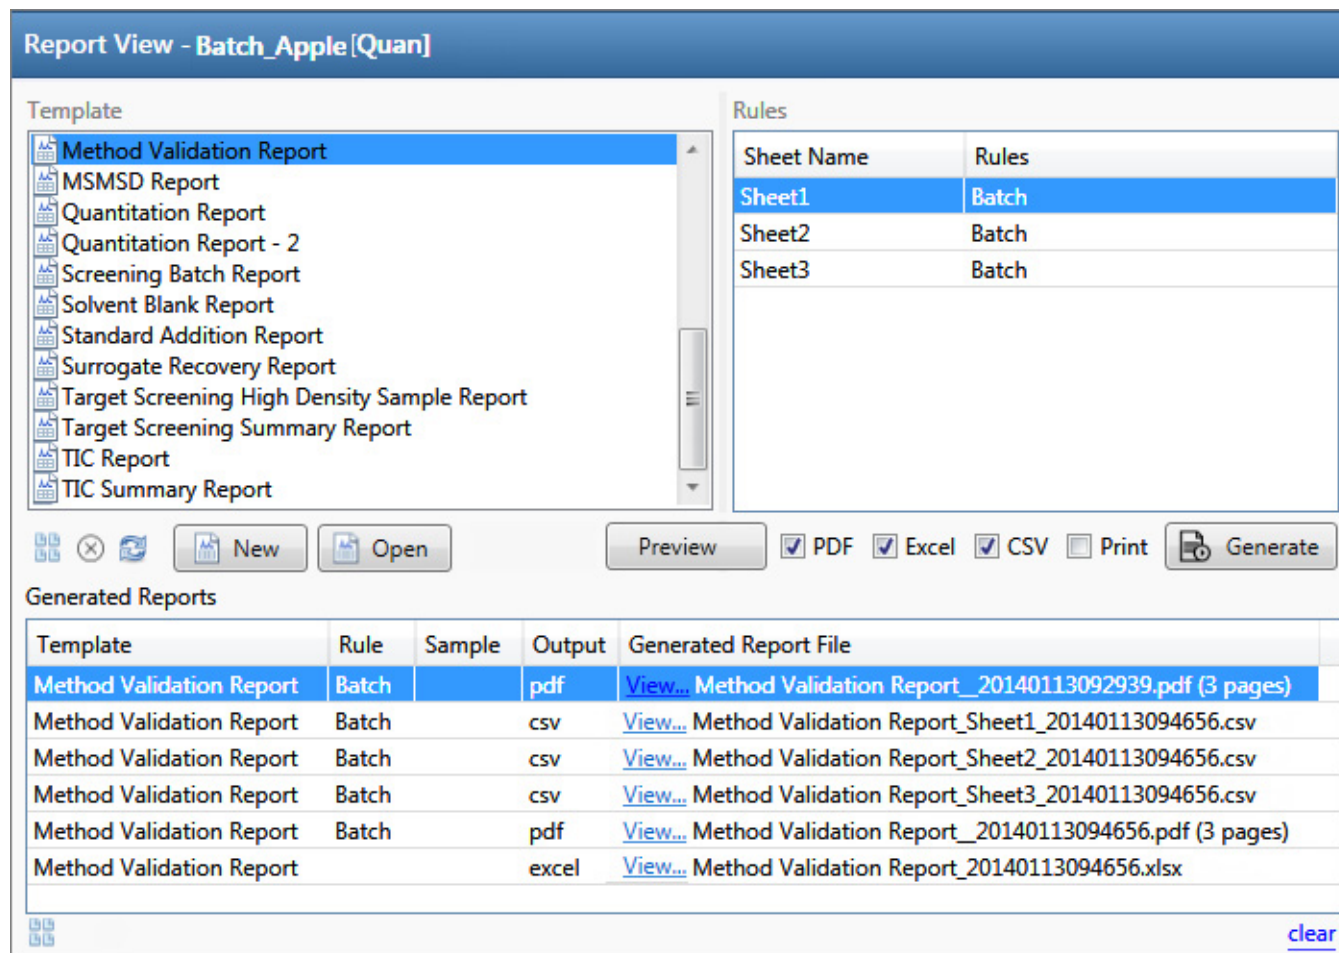 Report View - Batch_Apple [Quan]
Template
Method Validation Report
MSMSD Report
Quantitation Report
Quantitation Report - 2
Screening Batch Report
Solvent Blank Report
Standard Addition Report
Surrogate Recovery Report
Target Screening High Density Sample Report
Target Screening Summary Report
TIC Report
TIC Summary Report
Rules
Sheet Name Rules
Sheet1 Batch
Sheet2 Batch
Sheet3 Batch
New Open Preview PDF Excel CSV Print Generate
Generated Reports
Template Rule Sample Output Generated Report File
Method Validation Report Batch pdf View... Method Validation Report__20140113092939.pdf (3 pages)
Method Validation Report Batch csv View... Method Validation Report_Sheet1_20140113094656.csv
Method Validation Report Batch csv View... Method Validation Report_Sheet2_20140113094656.csv
Method Validation Report Batch csv View... Method Validation Report_Sheet3_20140113094656.csv
Method Validation Report Batch pdf View... Method Validation Report__20140113094656.pdf (3 pages)
Method Validation Report excel View... Method Validation Report_20140113094656.xlsx
clear